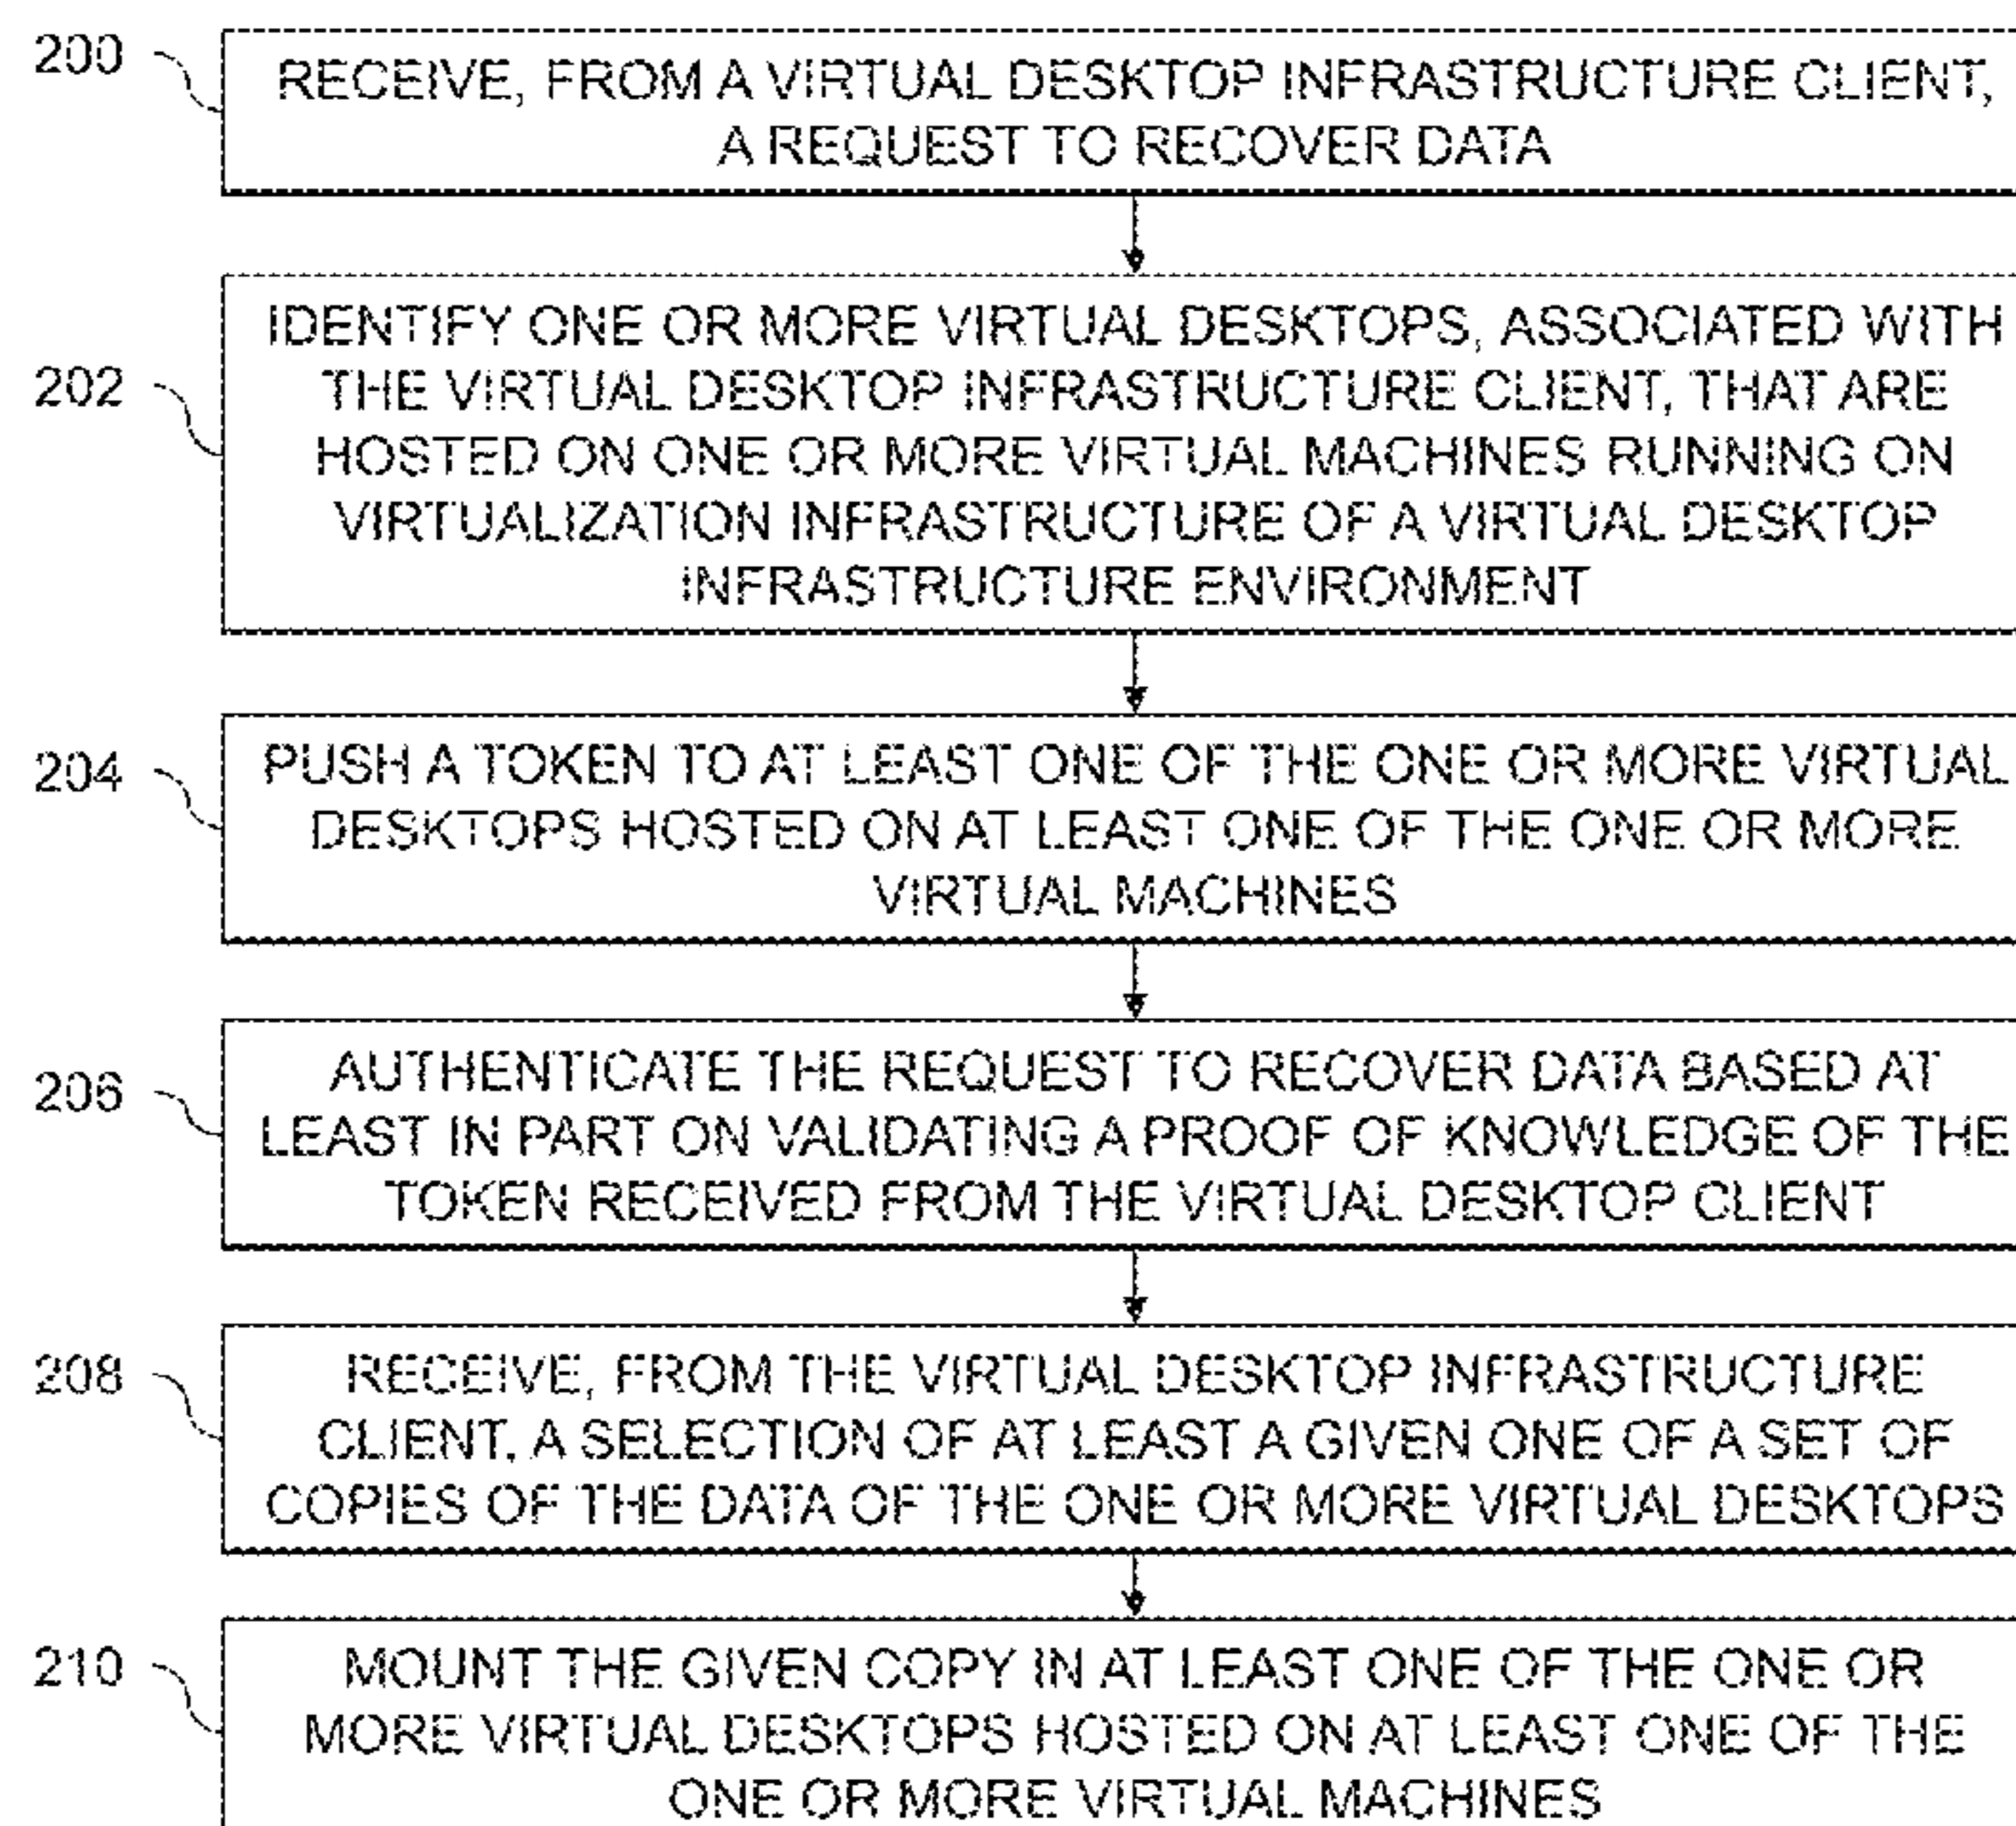 200
RECEIVE, FROM A VIRTUAL DESKTOP INFRASTRUCTURE CLIENT,
A REQUEST TO RECOVER DATA
202
IDENTIFY ONE OR MORE VIRTUAL DESKTOPS, ASSOCIATED WITH
THE VIRTUAL DESKTOP INFRASTRUCTURE CLIENT, THAT ARE
HOSTED ON ONE OR MORE VIRTUAL MACHINES RUNNING ON
VIRTUALIZATION INFRASTRUCTURE OF A VIRTUAL DESKTOP
INFRASTRUCTURE ENVIRONMENT
204
PUSH A TOKEN TO AT LEAST ONE OF THE ONE OR MORE VIRTUAL
DESKTOPS HOSTED ON AT LEAST ONE OF THE ONE OR MORE
VIRTUAL MACHINES
206
AUTHENTICATE THE REQUEST TO RECOVER DATA BASED AT
LEAST IN PART ON VALIDATING A PROOF OF KNOWLEDGE OF THE
TOKEN RECEIVED FROM THE VIRTUAL DESKTOP CLIENT
208
RECEIVE, FROM THE VIRTUAL DESKTOP INFRASTRUCTURE
CLIENT, A SELECTION OF AT LEAST A GIVEN ONE OF A SET OF
COPIES OF THE DATA OF THE ONE OR MORE VIRTUAL DESKTOPS
210
MOUNT THE GIVEN COPY IN AT LEAST ONE OF THE ONE OR
MORE VIRTUAL DESKTOPS HOSTED ON AT LEAST ONE OF THE
ONE OR MORE VIRTUAL MACHINES